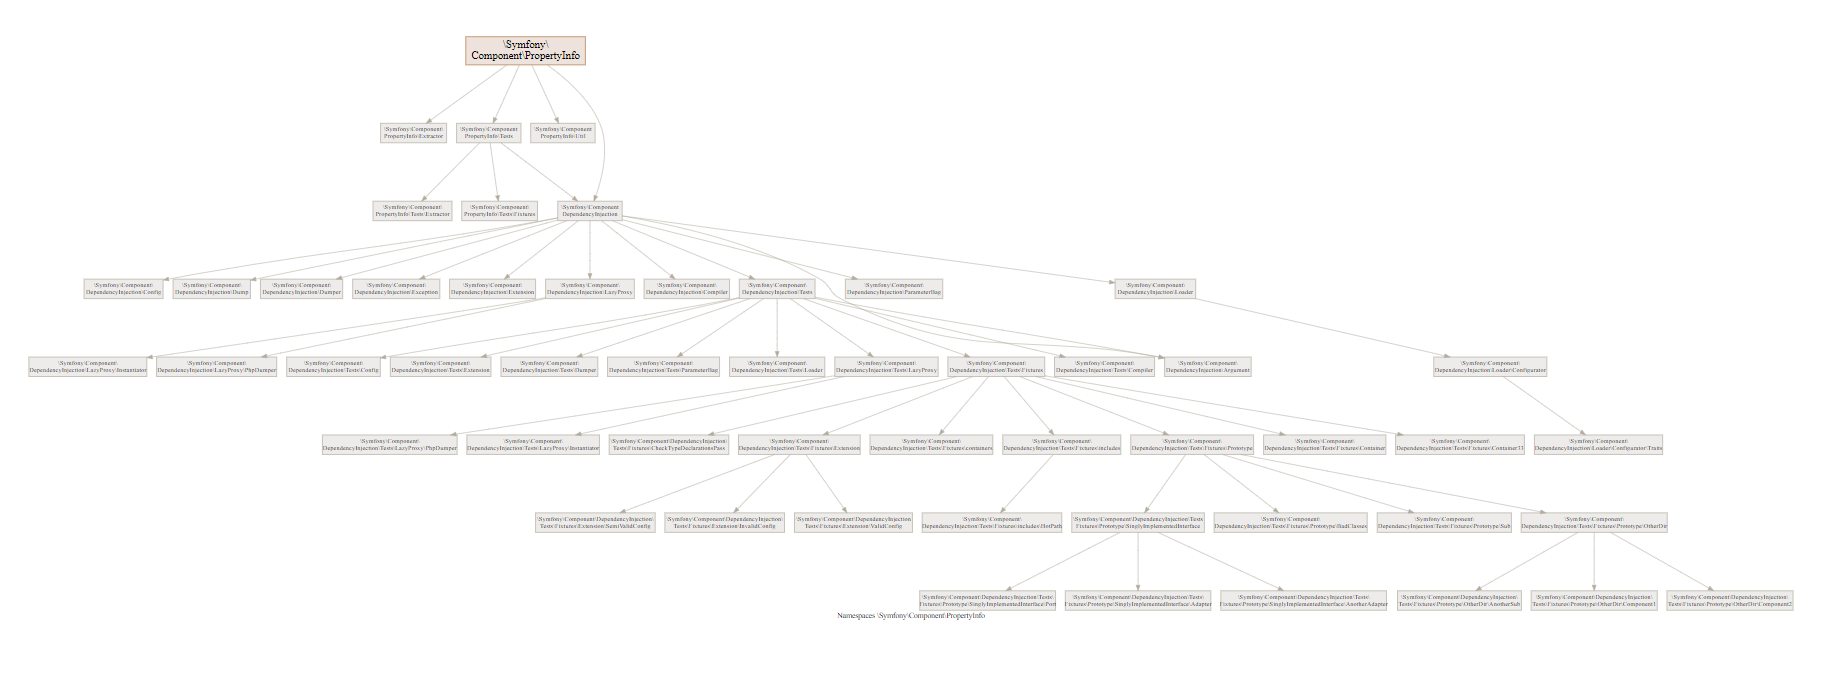 \Symfony\
Component\PropertyInfo
\Symfony\Component\
PropertyInfo\Extractor
\Symfony\Component
PropertyInfo\Tests
\Symfony\Component
PropertyInfo\Util
\Symfony\Component\
PropertyInfo\Tests\Extractor
\Symfony\Component\
PropertyInfo\Tests\Fixtures
\Symfony\Component
DependencyInjection
\Symfony\Component\
DependencyInjection\Config
\Symfony\Component\
DependencyInjection\Dump
\Symfony\Component\
DependencyInjection\Dumper
\Symfony\Component\
DependencyInjection\Exception
\Symfony\Component\
DependencyInjection\Extension
\Symfony\Component\
DependencyInjection\LazyProxy
\Symfony\Component\
DependencyInjection\Compiler
\Symfony\Component\
DependencyInjection\Tests
\Symfony\Component\
DependencyInjection\ParameterBag
\Symfony\Component\
DependencyInjection\Loader
\Symfony\Component\
DependencyInjection\LazyProxy\Instantiator
\Symfony\Component\
DependencyInjection\LazyProxy\PhpDumper
\Symfony\Component\
DependencyInjection\Tests\Config
\Symfony\Component\
DependencyInjection\Tests\Extension
\Symfony\Component\
DependencyInjection\Tests\Dumper
\Symfony\Component\
DependencyInjection\Tests\ParameterBag
\Symfony\Component\
DependencyInjection\Tests\Loader
\Symfony\Component\
DependencyInjection\Tests\LazyProxy
\Symfony\Component\
DependencyInjection\Tests\Fixtures
\Symfony\Component\
DependencyInjection\Tests\Compiler
\Symfony\Component\
DependencyInjection\Argument
\Symfony\Component\
DependencyInjection\Loader\Configurator
\Symfony\Component\
DependencyInjection\Tests\LazyProxy\PhpDumper
\Symfony\Component\
DependencyInjection\Tests\LazyProxy\Instantiator
\Symfony\Component\DependencyInjection\
Tests\Fixtures\CheckTypeDeclarationsPass
\Symfony\Component\
DependencyInjection\Tests\Fixtures\Extension
\Symfony\Component\
DependencyInjection\Tests\Fixtures\containers
\Symfony\Component\
DependencyInjection\Tests\Fixtures\includes
\Symfony\Component\
DependencyInjection\Tests\Fixtures\Prototype
\Symfony\Component\
DependencyInjection\Tests\Fixtures\Container
\Symfony\Component\
DependencyInjection\Tests\Fixtures\Container33
\Symfony\Component\
DependencyInjection\Loader\Configurator\Traits
\Symfony\Component\DependencyInjection\
Tests\Fixtures\Extension\SemiValidConfig
\Symfony\Component\DependencyInjection\
Tests\Fixtures\Extension\InvalidConfig
\Symfony\Component\DependencyInjection
Tests\Fixtures\Extension\ValidConfig
\Symfony\Component\
DependencyInjection\Tests\Fixtures\includes\HotPath
\Symfony\Component\DependencyInjection\Tests
Fixtures\Prototype\SinglyImplementedInterface
\Symfony\Component\
DependencyInjection\Tests\Fixtures\Prototype\BadClasses
\Symfony\Component\
DependencyInjection\Tests\Fixtures\Prototype\Sub
\Symfony\Component\
DependencyInjection\Tests\Fixtures\Prototype\OtherDir
\Symfony\Component\DependencyInjection\Tests\
Fixtures\Prototype\SinglyImplementedInterface\Port
\Symfony\Component\DependencyInjection\Tests\
Fixtures\Prototype\SinglyImplementedInterface\Adapter
\Symfony\Component\DependencyInjection\Tests\
Fixtures\Prototype\SinglyImplementedInterface\AnotherAdapter
\Symfony\Component\DependencyInjection\
Tests\Fixtures\Prototype\OtherDir\AnotherSub
\Symfony\Component\DependencyInjection\
Tests\Fixtures\Prototype\OtherDir\Component1
\Symfony\Component\DependencyInjection\
Tests\Fixtures\Prototype\OtherDir\Component2
Namespaces \Symfony\Component\PropertyInfo